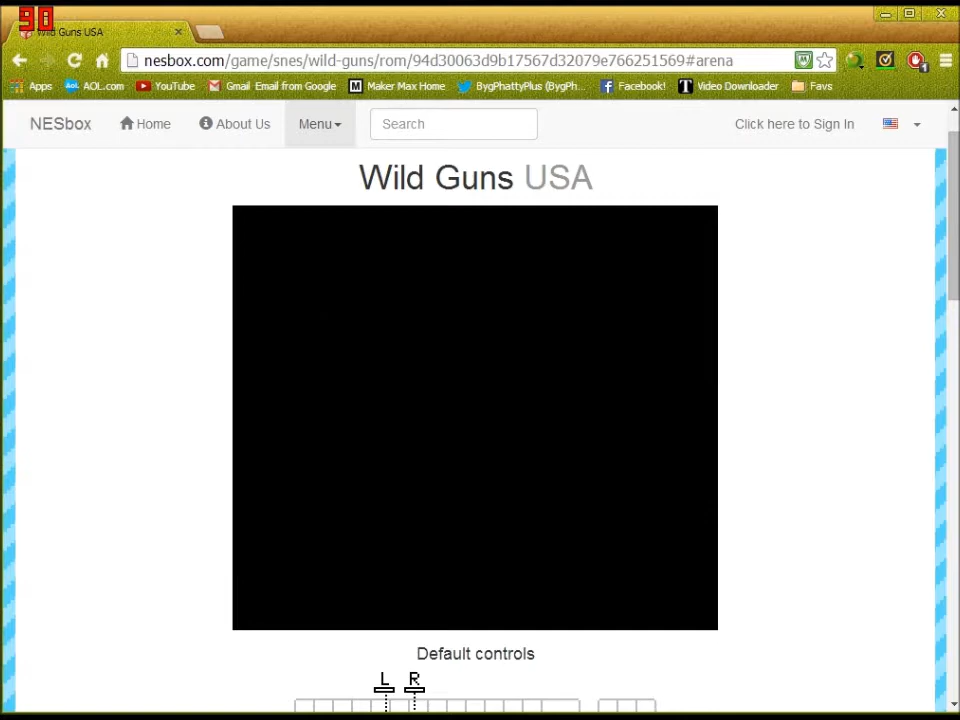 90
Wild Guns USA
nesbox.com/game/snes/wild-guns/rom/94d30063d9b17567d32079e766251569#arena
Apps AOL.com YouTube Gmail Email from Google Maker Max Home BygPhattyPlus (BygPh... Facebook! Video Downloader Favs
NESbox Home About Us Menu Search Click here to Sign In
Wild Guns USA
Default controls
L R